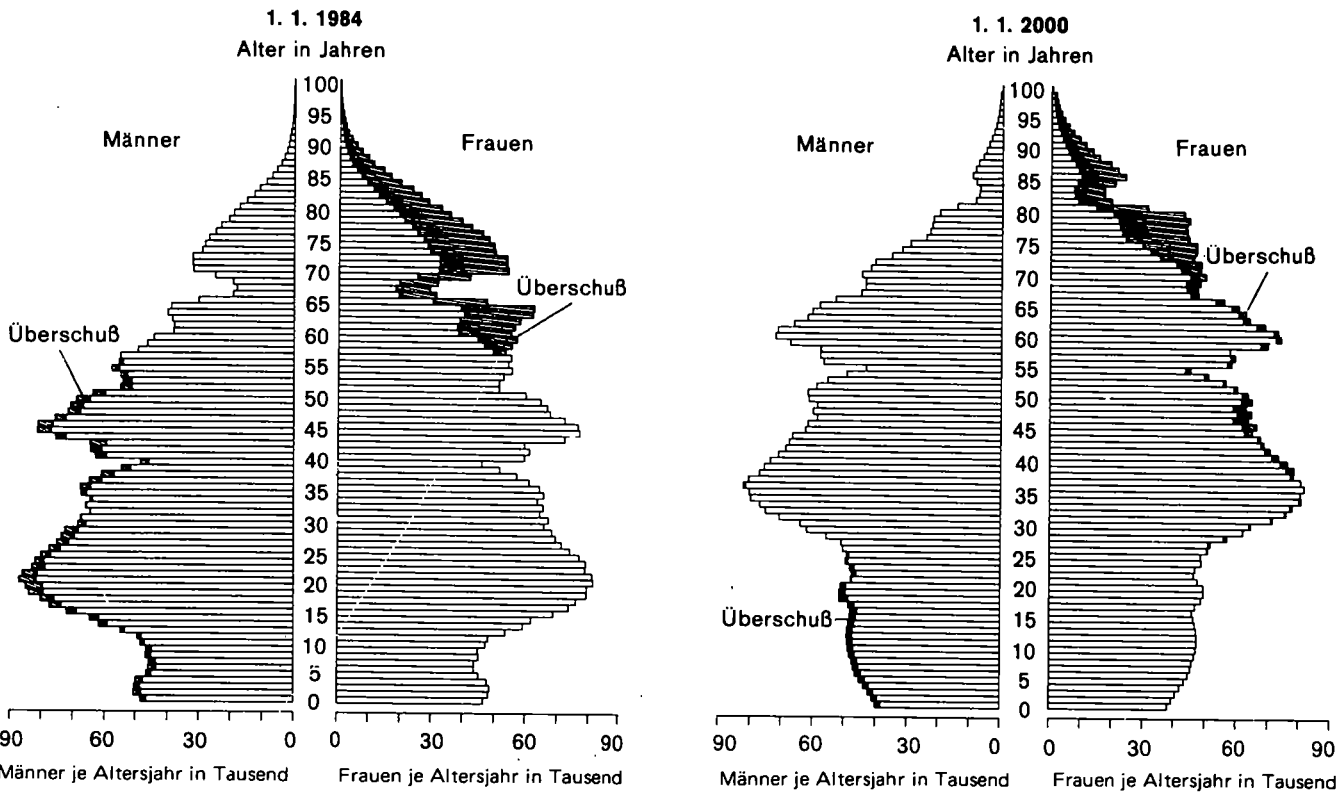 1. 1. 1984
Alter in Jahren
Männer
Frauen
100
95
90
85
80
75
70
65
60
55
50
45
40
35
30
25
20
15
10
5
0
Überschuß
Überschuß
90 60 30 0
0 30 60 90
Männer je Altersjahr in Tausend
Frauen je Altersjahr in Tausend
1. 1. 2000
Alter in Jahren
Männer
Frauen
100
95
90
85
80
75
70
65
60
55
50
45
40
35
30
25
20
15
10
5
0
Überschuß
Überschuß
90 60 30 0
0 30 60 90
Männer je Altersjahr in Tausend
Frauen je Altersjahr in Tausend